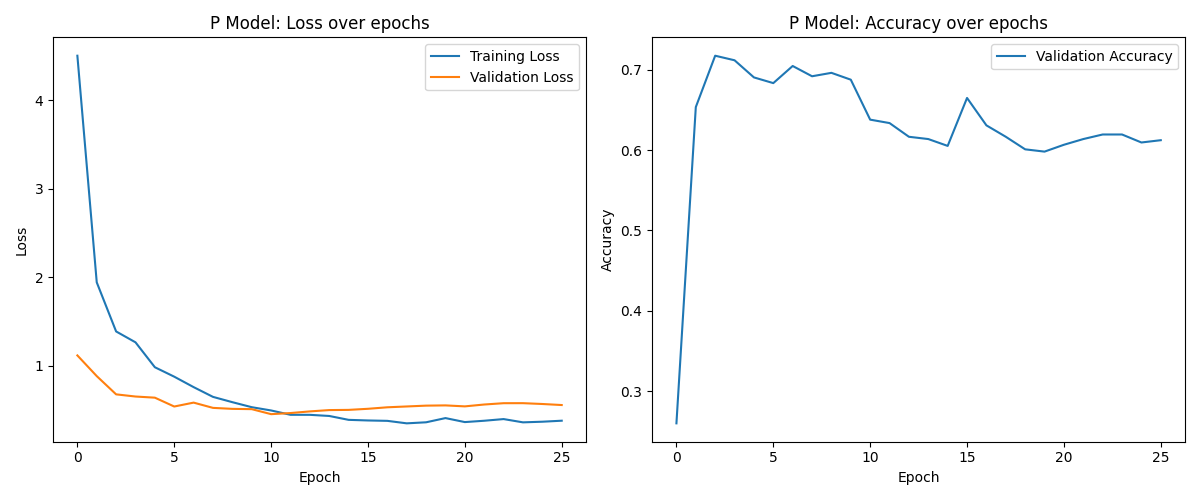 P Model: Loss over epochs
Training Loss
Validation Loss
4
3
2
1
Loss
0
5
10
15
20
25
Epoch
P Model: Accuracy over epochs
Validation Accuracy
0.7
0.6
0.5
0.4
0.3
Accuracy
0
5
10
15
20
25
Epoch